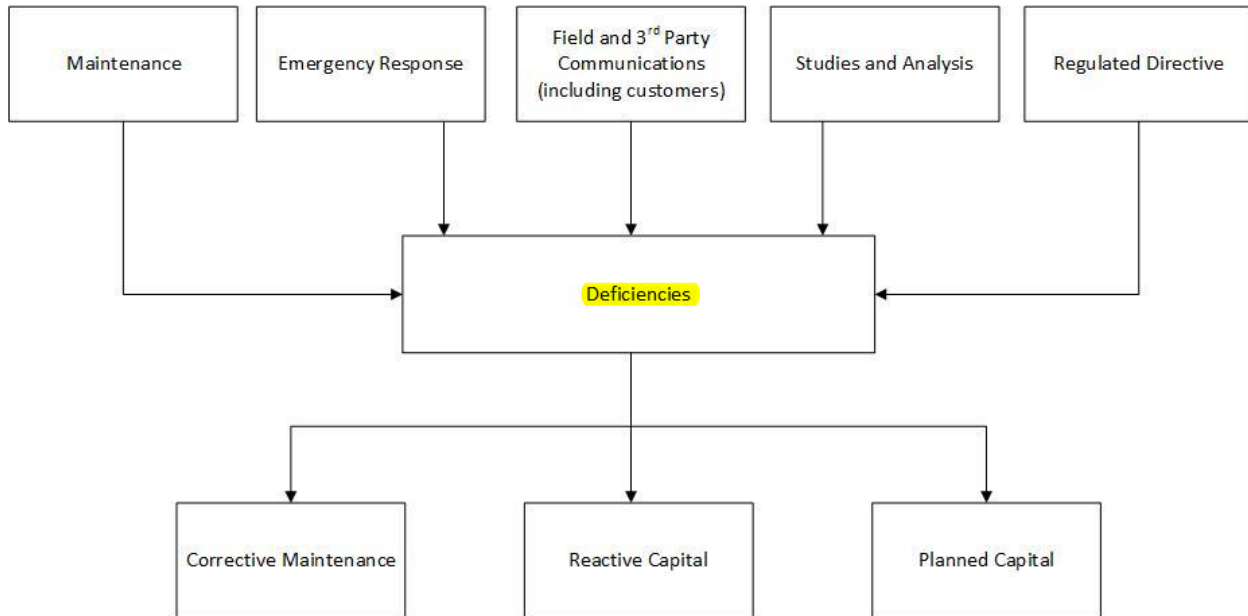 Maintenance
Emergency Response
Field and 3rd Party
Communications
(including customers)
Studies and Analysis
Regulated Directive
Deficiencies
Corrective Maintenance
Reactive Capital
Planned Capital